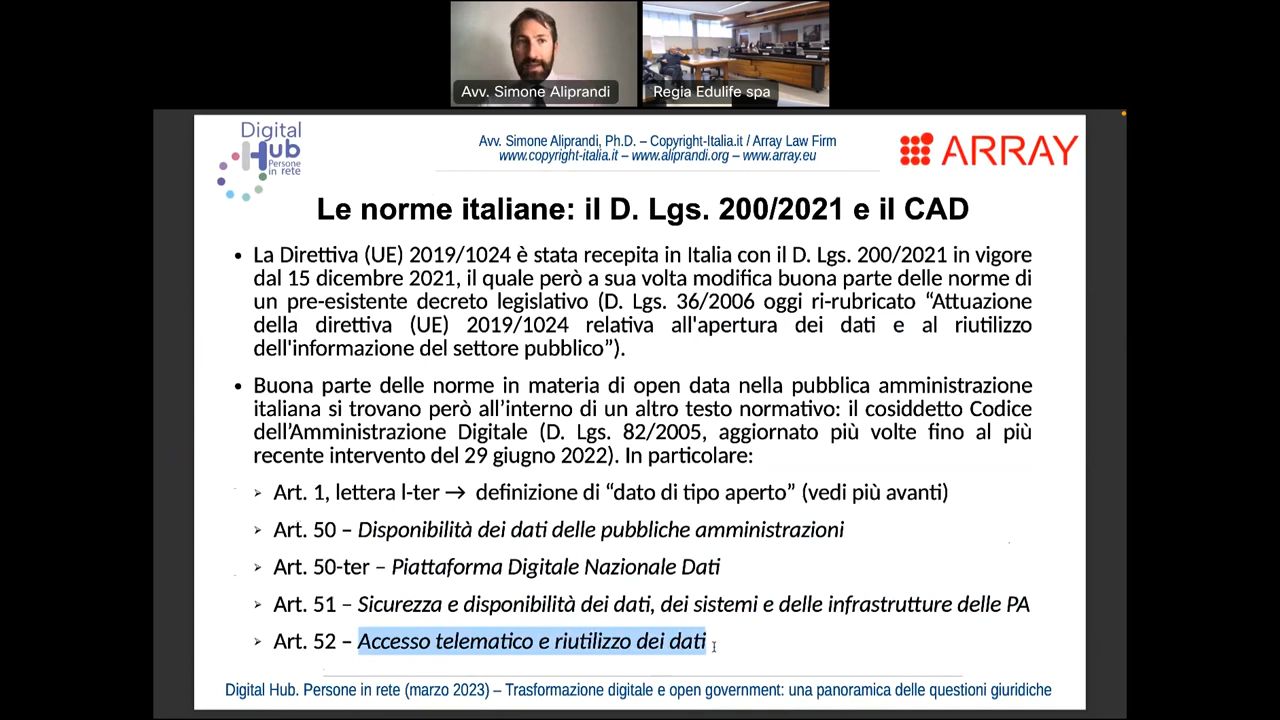 Avv. Simone Aliprandi
Regia Edulife spa
Digital
Hub
Persone
in rete
Avv. Simone Aliprandi, Ph.D. – Copyright-Italia.it / Array Law Firm
www.copyright-italia.it – www.aliprandi.org – www.array.eu
ARRAY
Le norme italiane: il D. Lgs. 200/2021 e il CAD
• La Direttiva (UE) 2019/1024 è stata recepita in Italia con il D. Lgs. 200/2021 in vigore
dal 15 dicembre 2021, il quale però a sua volta modifica buona parte delle norme di
un pre-esistente decreto legislativo (D. Lgs. 36/2006 oggi ri-rubricato “Attuazione
della direttiva (UE) 2019/1024 relativa all'apertura dei dati e al riutilizzo
dell'informazione del settore pubblico”).
• Buona parte delle norme in materia di open data nella pubblica amministrazione
italiana si trovano però all’interno di un altro testo normativo: il cosiddetto Codice
dell’Amministrazione Digitale (D. Lgs. 82/2005, aggiornato più volte fino al più
recente intervento del 29 giugno 2022). In particolare:
➢ Art. 1, lettera l-ter → definizione di “dato di tipo aperto” (vedi più avanti)
➢ Art. 50 – Disponibilità dei dati delle pubbliche amministrazioni
➢ Art. 50-ter – Piattaforma Digitale Nazionale Dati
➢ Art. 51 – Sicurezza e disponibilità dei dati, dei sistemi e delle infrastrutture delle PA
➢ Art. 52 – Accesso telematico e riutilizzo dei dati
Digital Hub. Persone in rete (marzo 2023) – Trasformazione digitale e open government: una panoramica delle questioni giuridiche